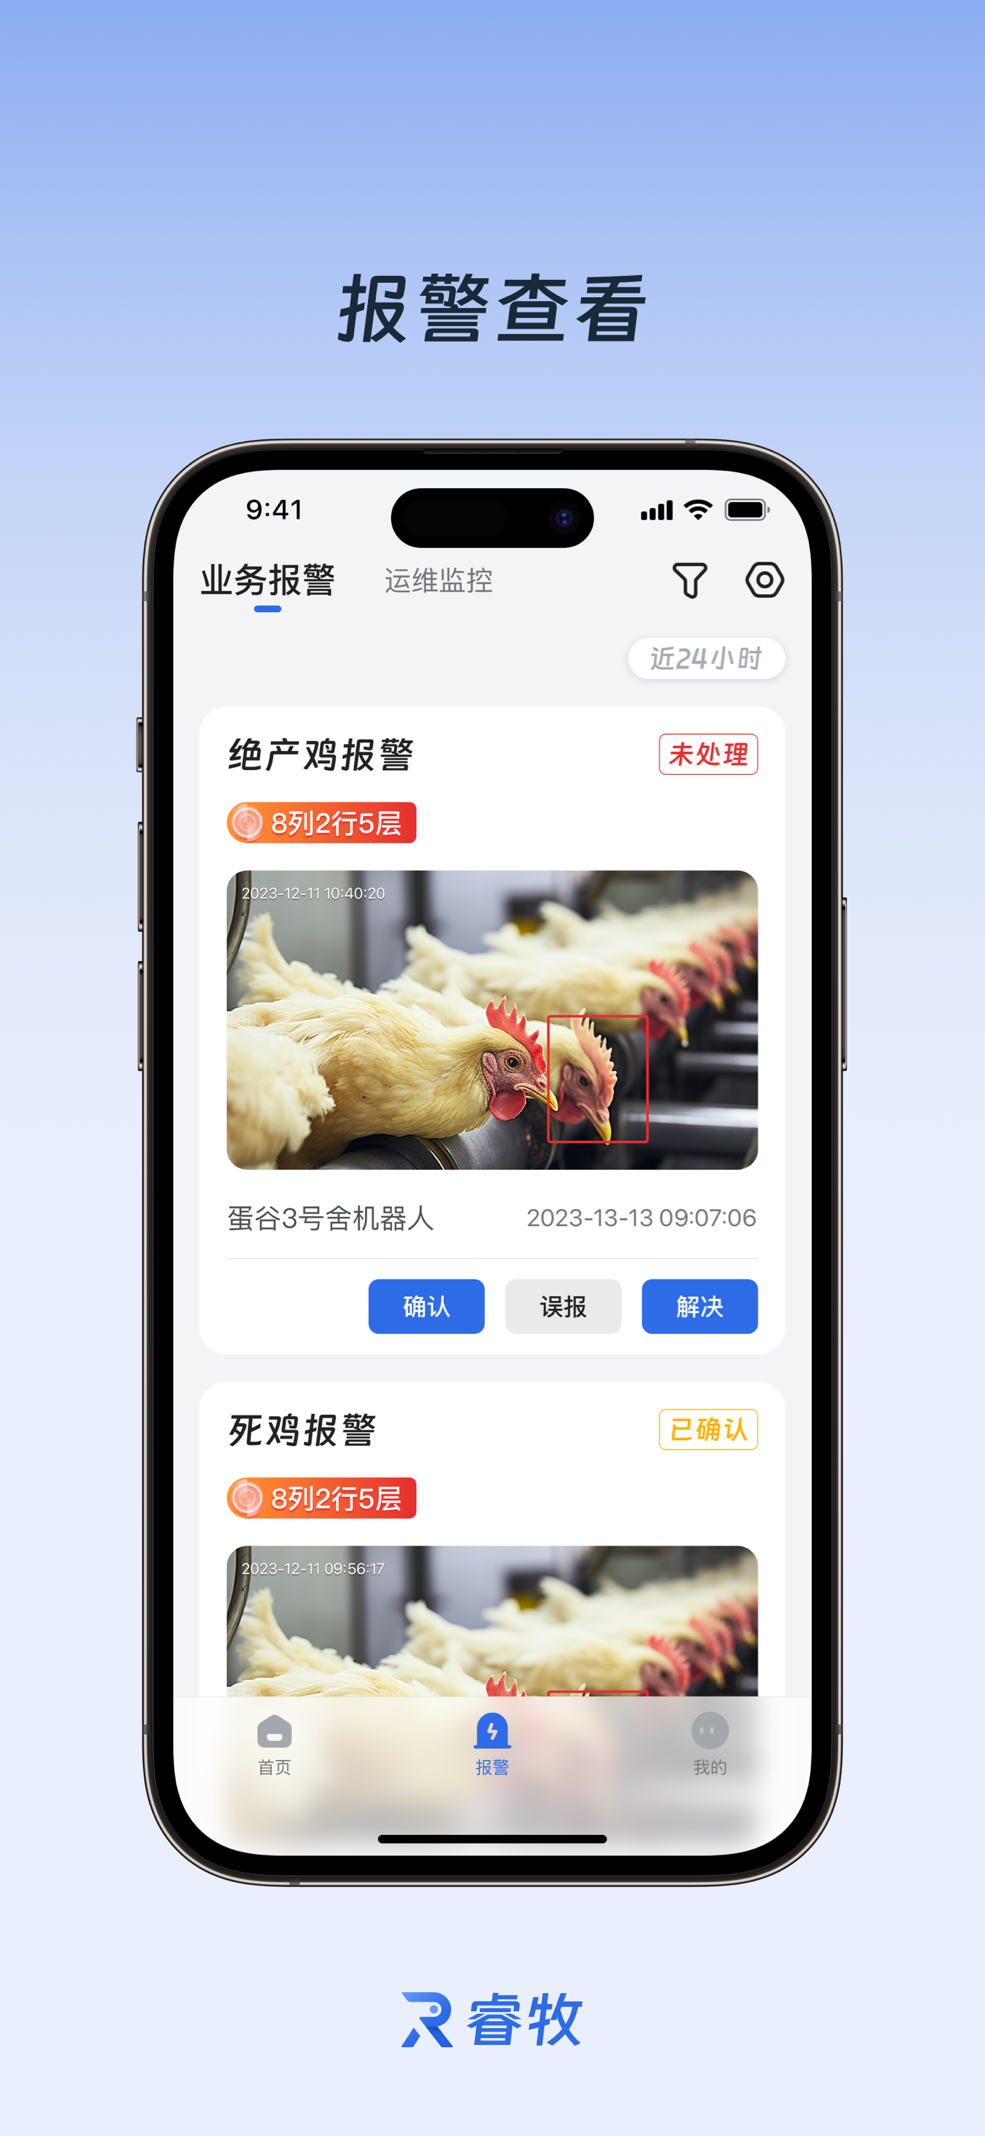 报警查看
9:41
业务报警 运维监控
近24小时
绝产鸡报警 未处理
8列2行5层
2023-12-11 10:40:20
蛋谷3号舍机器人 2023-13-13 09:07:06
确认 误报 解决
死鸡报警 已确认
8列2行5层
2023-12-11 09:56:17
首页 报警 我的
睿牧